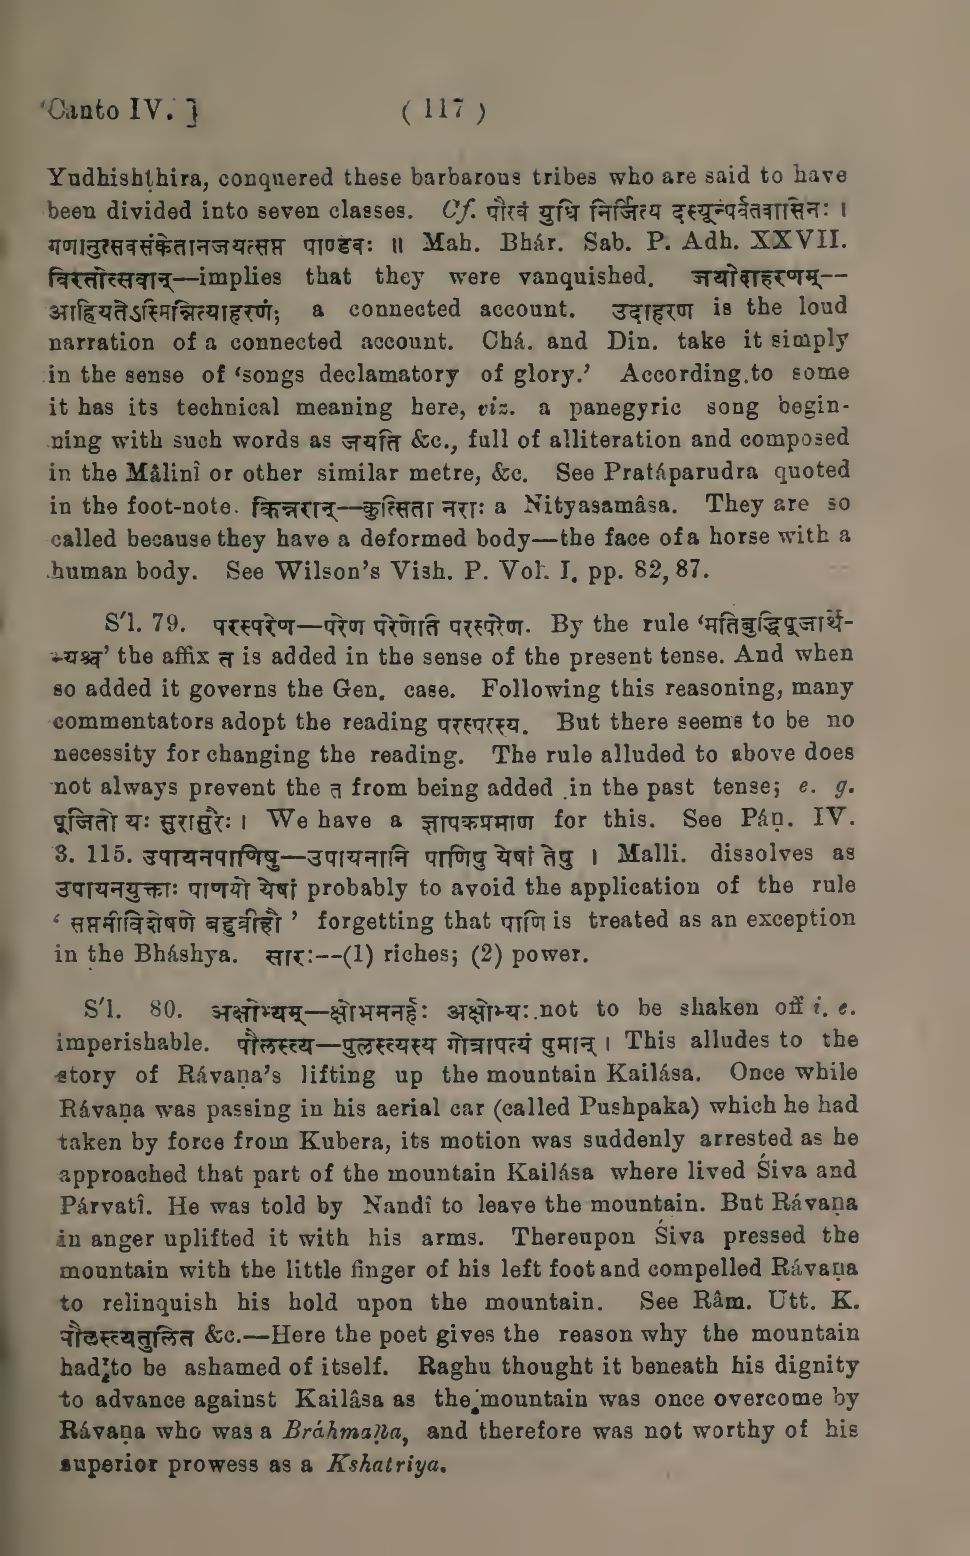 Canto IV. ] ( 117 )
Yudhishṭhira, conquered these barbarous tribes who are said to have
been divided into seven classes. Cf. पौरवं युधि निर्जित्य दस्यून्पर्वतवासिनः ।
गणानुत्सवसंकेतानजयत्सप्त पाण्डवः ॥ Mah. Bhár. Sab. P. Adh. XXVII.
विरतोत्सवान्—implies that they were vanquished. जयोदाहरणम्--
आह्रियतेऽस्मिन्नित्याहरणं; a connected account. उदाहरण is the loud
narration of a connected account. Chá. and Din. take it simply
in the sense of ‘songs declamatory of glory.’ According to some
it has its technical meaning here, viz. a panegyric song begin-
ning with such words as जयति &c., full of alliteration and composed
in the Mâlinî or other similar metre, &c. See Pratáparudra quoted
in the foot-note. किन्नरान्—कुत्सिता नराः a Nityasamâsa. They are so
called because they have a deformed body—the face of a horse with a
human body. See Wilson’s Vish. P. Vol. I. pp. 82, 87.
S′l. 79. परस्परेण—परेण परेणेति परस्परेण. By the rule ‘मतिबुद्धिपूजार्थे-
भ्यश्च’ the affix त is added in the sense of the present tense. And when
so added it governs the Gen. case. Following this reasoning, many
commentators adopt the reading परस्परस्य. But there seems to be no
necessity for changing the reading. The rule alluded to above does
not always prevent the त from being added in the past tense; e. g.
पूजितो यः सुरासुरैः । We have a ज्ञापकप्रमाण for this. See Páṇ. IV.
3. 115. उपायनपाणिषु—उपायनानि पाणिषु येषां तेषु । Malli. dissolves as
उपायनयुक्ताः पाणयो येषां probably to avoid the application of the rule
‘ सप्तमीविशेषणे बहुव्रीहौ ’ forgetting that पाणि is treated as an exception
in the Bháshya. सारः--(1) riches; (2) power.
S′l. 80. अक्षोभ्यम्—क्षोभमनर्हः अक्षोभ्यः not to be shaken off i. e.
imperishable. पौलस्त्य—पुलस्त्यस्य गोत्रापत्यं पुमान् । This alludes to the
story of Rávaṇa’s lifting up the mountain Kailása. Once while
Rávaṇa was passing in his aerial car (called Pushpaka) which he had
taken by force from Kubera, its motion was suddenly arrested as he
approached that part of the mountain Kailása where lived Śiva and
Párvatî. He was told by Nandî to leave the mountain. But Rávaṇa
in anger uplifted it with his arms. Thereupon Śiva pressed the
mountain with the little finger of his left foot and compelled Rávaṇa
to relinquish his hold upon the mountain. See Râm. Utt. K.
पौलस्त्यतुलित &c.—Here the poet gives the reason why the mountain
had to be ashamed of itself. Raghu thought it beneath his dignity
to advance against Kailâsa as the mountain was once overcome by
Rávaṇa who was a Bráhmaṇa, and therefore was not worthy of his
superior prowess as a Kshatriya.